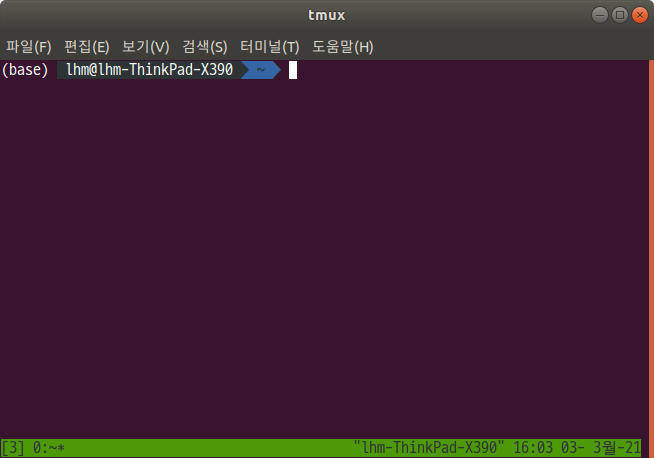 tmux
파일(F) 편집(E) 보기(V) 검색(S) 터미널(T) 도움말(H)
(base) lhm@lhm-ThinkPad-X390 ~
[3] 0:~* "lhm-ThinkPad-X390" 16:03 03- 3월-21